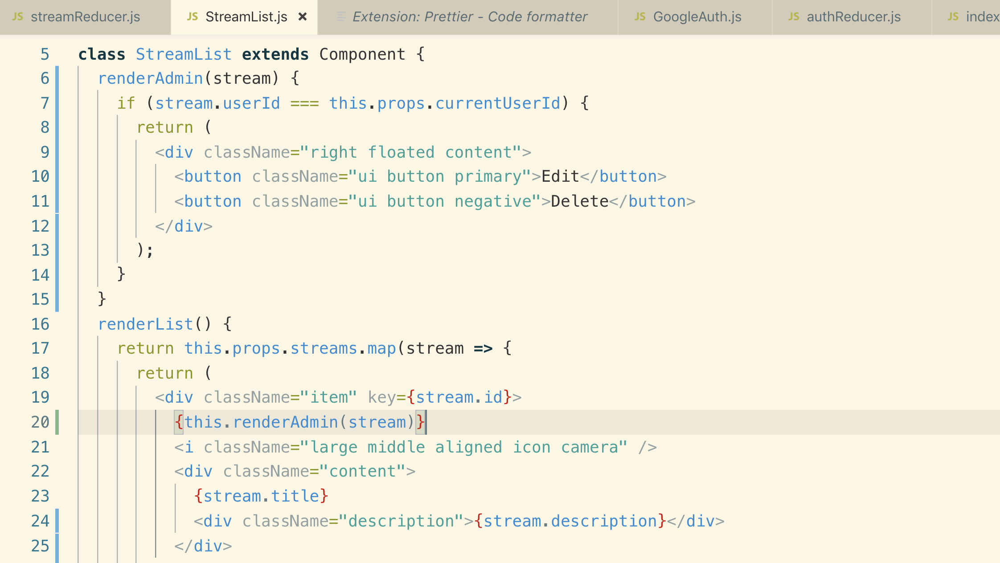 JS streamReducer.js JS StreamList.js × Extension: Prettier - Code formatter JS GoogleAuth.js JS authReducer.js JS index
5 class StreamList extends Component {
6 renderAdmin(stream) {
7 if (stream.userId === this.props.currentUserId) {
8 return (
9 <div className="right floated content">
10 <button className="ui button primary">Edit</button>
11 <button className="ui button negative">Delete</button>
12 </div>
13 );
14 }
15 }
16 renderList() {
17 return this.props.streams.map(stream => {
18 return (
19 <div className="item" key={stream.id}>
20 {this.renderAdmin(stream)}
21 <i className="large middle aligned icon camera" />
22 <div className="content">
23 {stream.title}
24 <div className="description">{stream.description}</div>
25 </div>